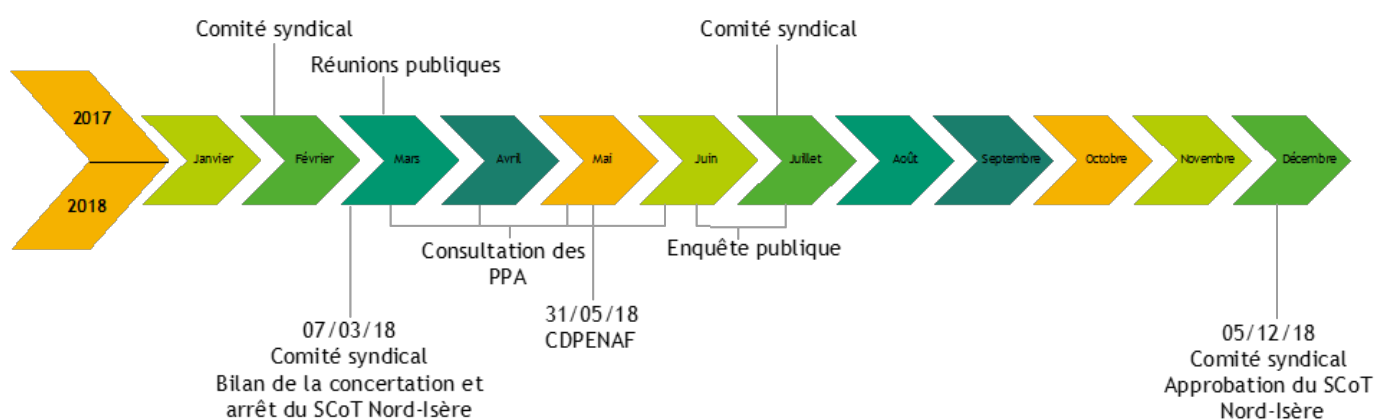 Comité syndical
Comité syndical
Réunions publiques
2017
Janvier
Février
Mars
Avril
Mai
Juin
Juillet
Août
Septembre
Octobre
Novembre
Décembre
2018
Consultation des
PPA
Enquête publique
07/03/18
Comité syndical
Bilan de la concertation et
arrêt du SCoT Nord-Isère
31/05/18
CDPENAF
05/12/18
Comité syndical
Approbation du SCoT
Nord-Isère